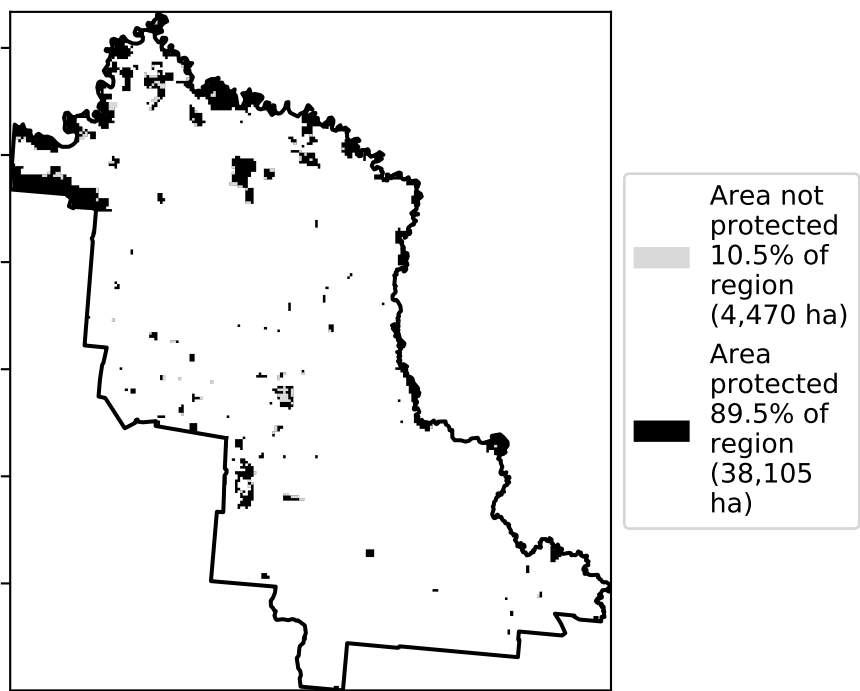 Area not
protected
10.5% of
region
(4,470 ha)
Area
protected
89.5% of
region
(38,105
ha)